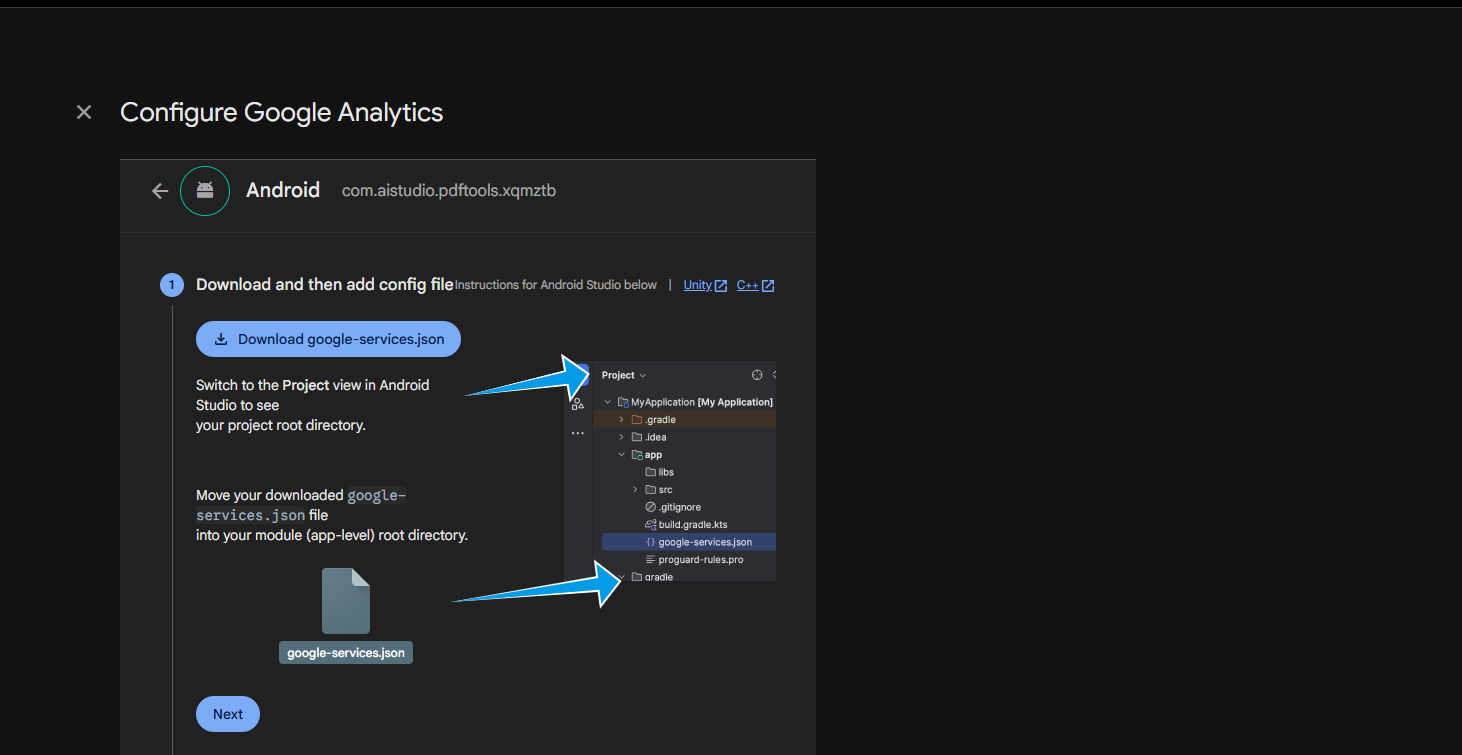 Configure Google Analytics
Android com.aistudio.pdftools.xqmztb
1 Download and then add config file Instructions for Android Studio below | Unity C++
Download google-services.json
Switch to the Project view in Android
Studio to see
your project root directory.
Move your downloaded google-
services.json file
into your module (app-level) root directory.
google-services.json
Project
MyApplication [My Application]
.gradle
.idea
app
libs
src
.gitignore
build.gradle.kts
google-services.json
proguard-rules.pro
gradle
Next